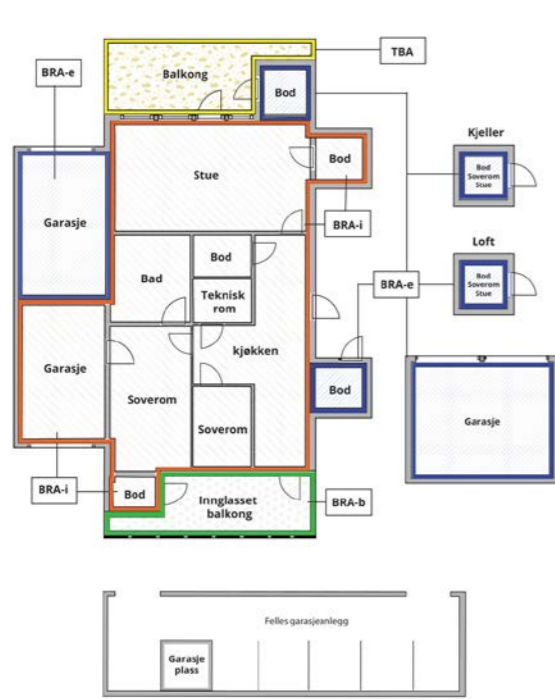 TBA
BRA-e
Balkong
Bod
Kjeller
Bod
Soverom
Stue
Stue
Bod
Garasje
BRA-i
Loft
Bod
Soverom
Stue
Bod
Bad
Teknisk
rom
BRA-e
kjøkken
Garasje
Bod
Soverom
Garasje
Soverom
BRA-i
Bod
Innglasset
balkong
BRA-b
Felles garasjeanlegg
Garasje
plass